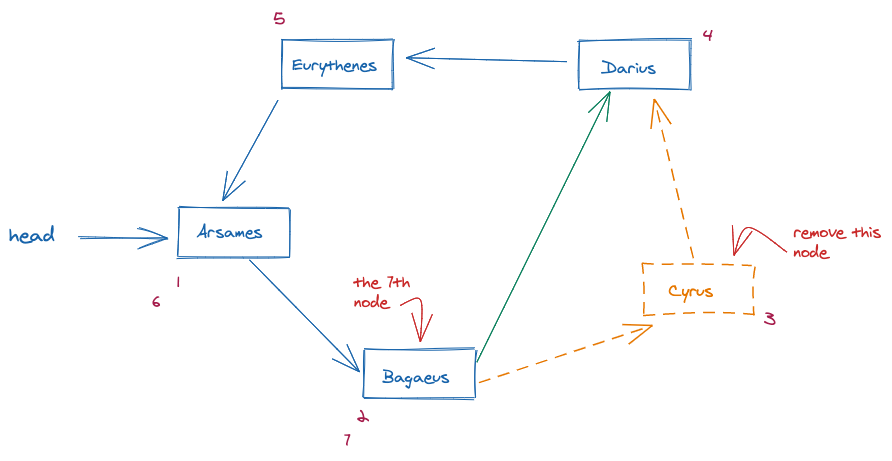 5
4
Eurythenes
Darius
head
Arsames
remove this
node
1
6
the 7th
node
Cyrus
3
Bagaeus
2
7